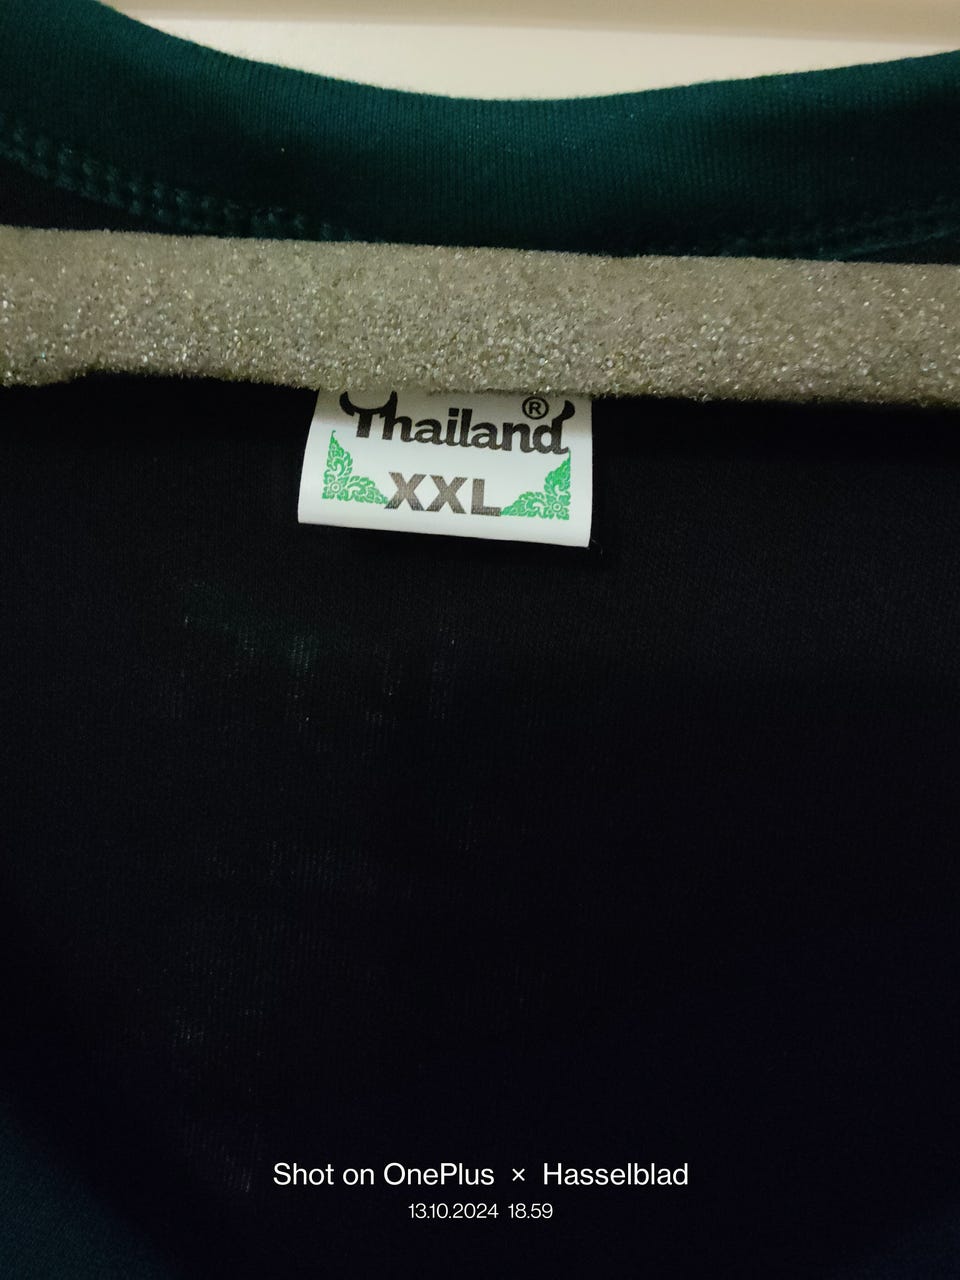 ®
Thailand
XXL
Shot on OnePlus × Hasselblad
13.10.2024 18.59